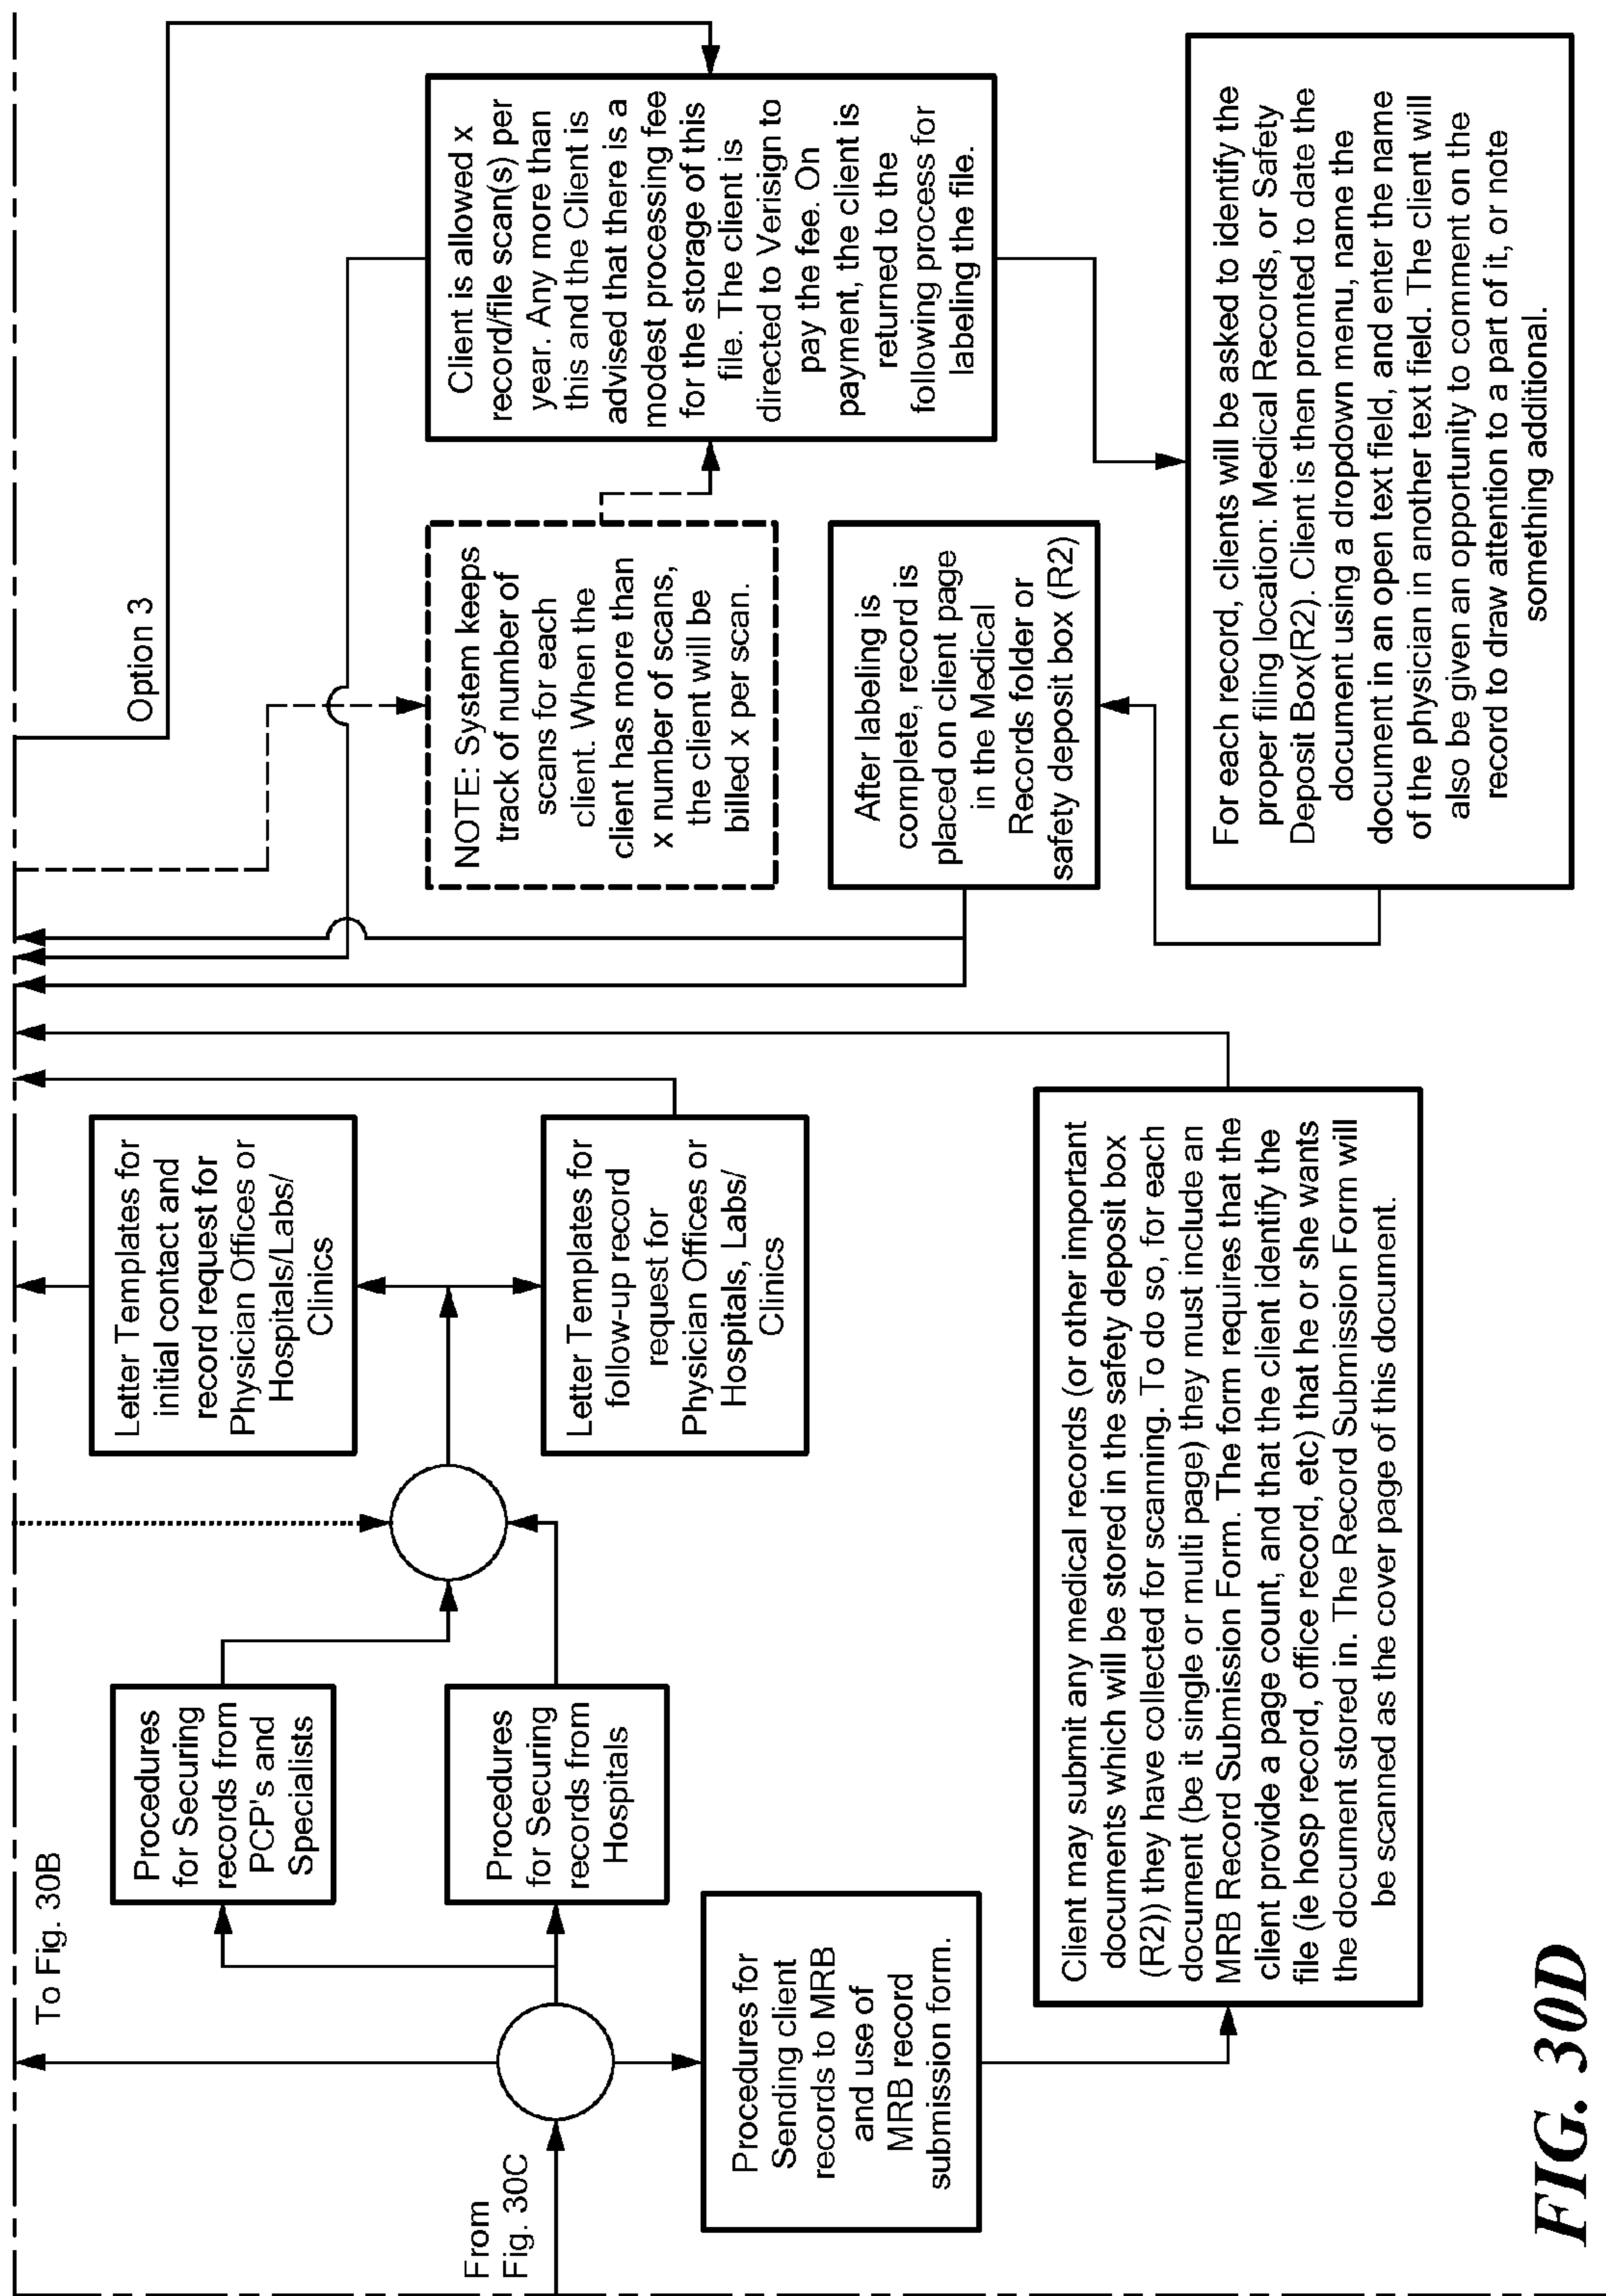 To Fig. 30B
From
Fig. 30C
Procedures
for Securing
records from
PCP's and
Specialists
Procedures
for Securing
records from
Hospitals
Procedures for
Sending client
records to MRB
and use of
MRB record
submission form.
Letter Templates for
initial contact and
record request for
Physician Offices or
Hospitals/Labs/
Clinics
Letter Templates for
follow-up record
request for
Physician Offices or
Hospitals, Labs/
Clinics
Client may submit any medical records (or other important
documents which will be stored in the safety deposit box
(R2)) they have collected for scanning. To do so, for each
document (be it single or multi page) they must include an
MRB Record Submission Form. The form requires that the
client provide a page count, and that the client identify the
file (ie hosp record, office record, etc) that he or she wants
the document stored in. The Record Submission Form will
be scanned as the cover page of this document.
Option 3
NOTE: System keeps
track of number of
scans for each
client. When the
client has more than
x number of scans,
the client will be
billed x per scan.
Client is allowed x
record/file scan(s) per
year. Any more than
this and the Client is
advised that there is a
modest processing fee
for the storage of this
file. The client is
directed to Verisign to
pay the fee. On
payment, the client is
returned to the
following process for
labeling the file.
After labeling is
complete, record is
placed on client page
in the Medical
Records folder or
safety deposit box (R2)
For each record, clients will be asked to identify the
proper filing location: Medical Records, or Safety
Deposit Box(R2). Client is then promted to date the
document using a dropdown menu, name the
document in an open text field, and enter the name
of the physician in another text field. The client will
also be given an opportunity to comment on the
record to draw attention to a part of it, or note
something additional.
FIG. 30D